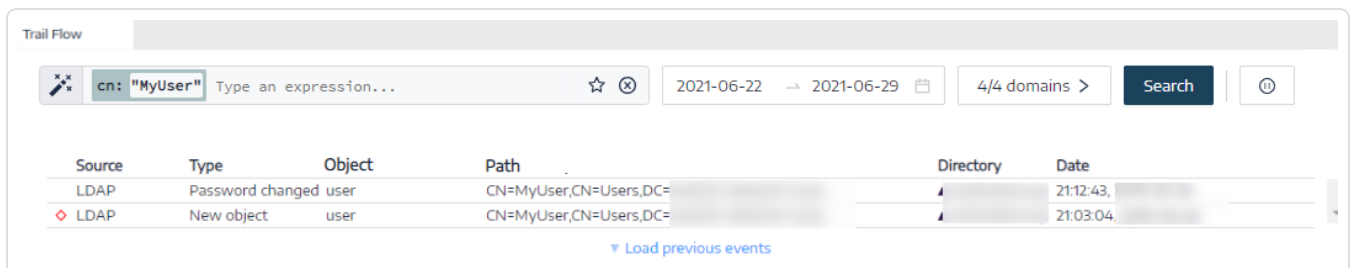 Trail Flow
cn: "MyUser" Type an expression... 2021-06-22 → 2021-06-29 4/4 domains > Search
Source Type Object Path Directory Date
LDAP Password changed user CN=MyUser,CN=Users,DC= 21:12:43,
LDAP New object user CN=MyUser,CN=Users,DC= 21:03:04,
Load previous events